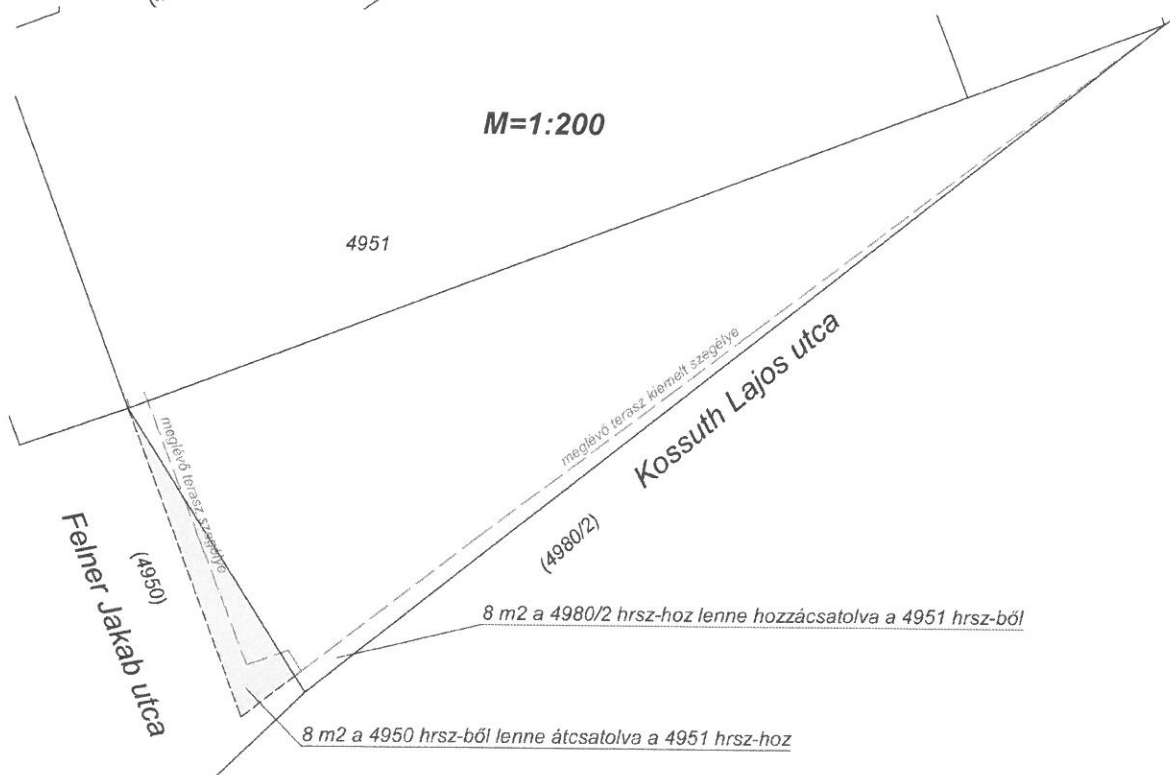 M=1:200
4951
meglévő terasz kiemelt szegélye
Kossuth Lajos utca
meglévő terasz szegélye
(4980/2)
(4950)
Felner Jakab utca
8 m2 a 4980/2 hrsz-hoz lenne hozzácsatolva a 4951 hrsz-ből
8 m2 a 4950 hrsz-ből lenne átcsatolva a 4951 hrsz-hoz